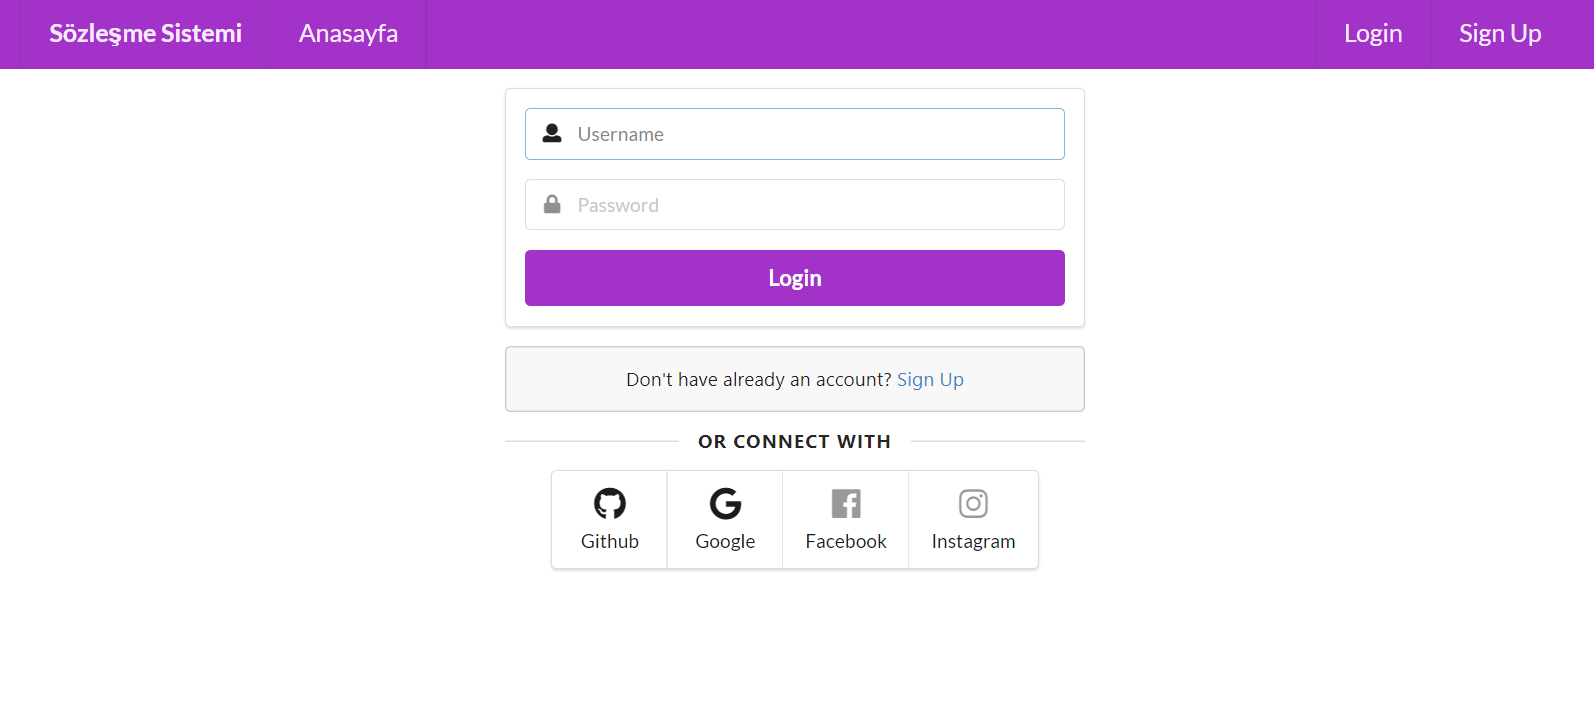 Sözleşme Sistemi Anasayfa Login Sign Up
Username
Password
Login
Don't have already an account? Sign Up
OR CONNECT WITH
Github Google Facebook Instagram